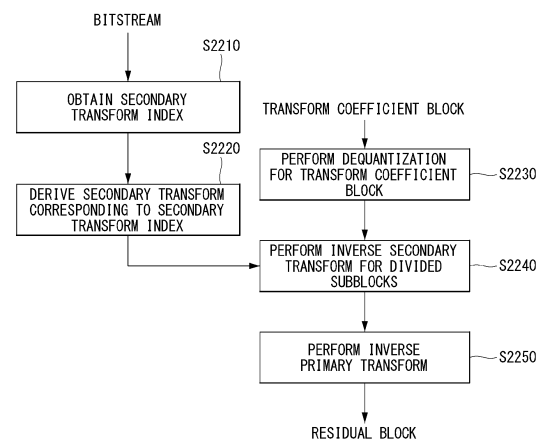 BITSTREAM
S2210
OBTAIN SECONDARY
TRANSFORM INDEX
S2220
DERIVE SECONDARY TRANSFORM
CORRESPONDING TO SECONDARY
TRANSFORM INDEX
TRANSFORM COEFFICIENT BLOCK
PERFORM DEQUANTIZATION
FOR TRANSFORM COEFFICIENT
BLOCK
S2230
PERFORM INVERSE SECONDARY
TRANSFORM FOR DIVIDED
SUBBLOCKS
S2240
PERFORM INVERSE
PRIMARY TRANSFORM
S2250
RESIDUAL BLOCK